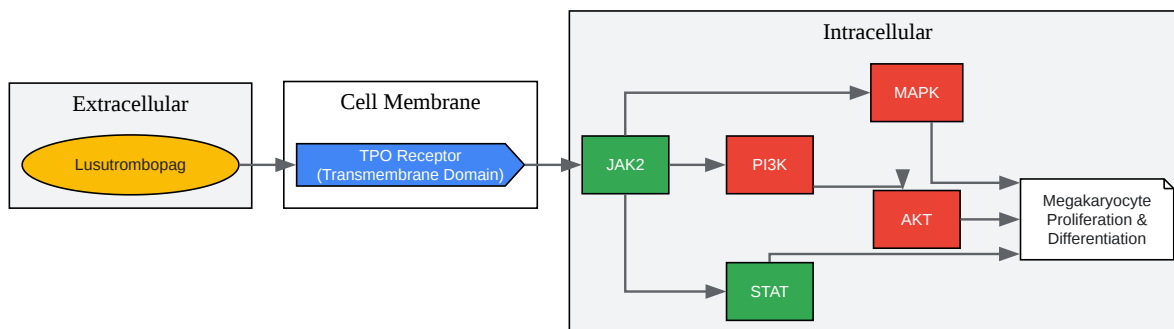 Extracellular
Lusutrombopag
Cell Membrane
TPO Receptor
(Transmembrane Domain)
Intracellular
MAPK
JAK2
PI3K
AKT
STAT
Megakaryocyte
Proliferation &
Differentiation